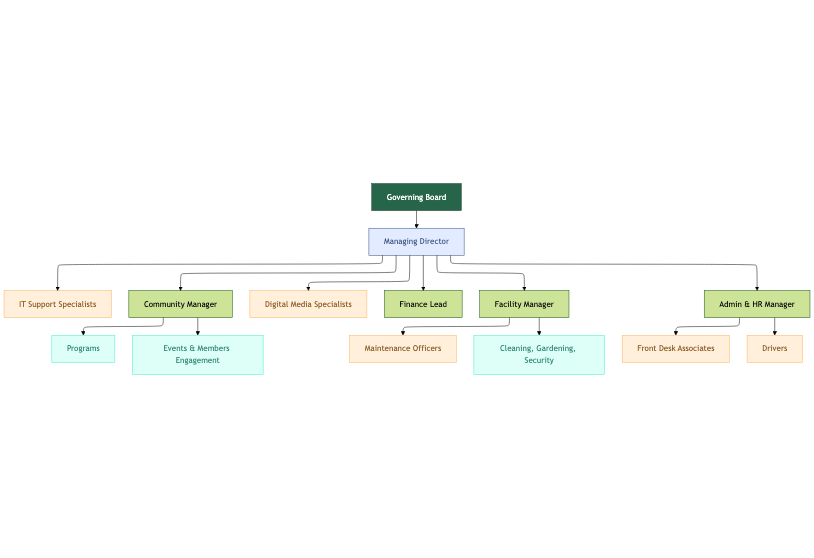 Governing Board
Managing Director
IT Support Specialists
Community Manager
Digital Media Specialists
Finance Lead
Facility Manager
Admin & HR Manager
Programs
Events & Members
Engagement
Maintenance Officers
Cleaning, Gardening,
Security
Front Desk Associates
Drivers